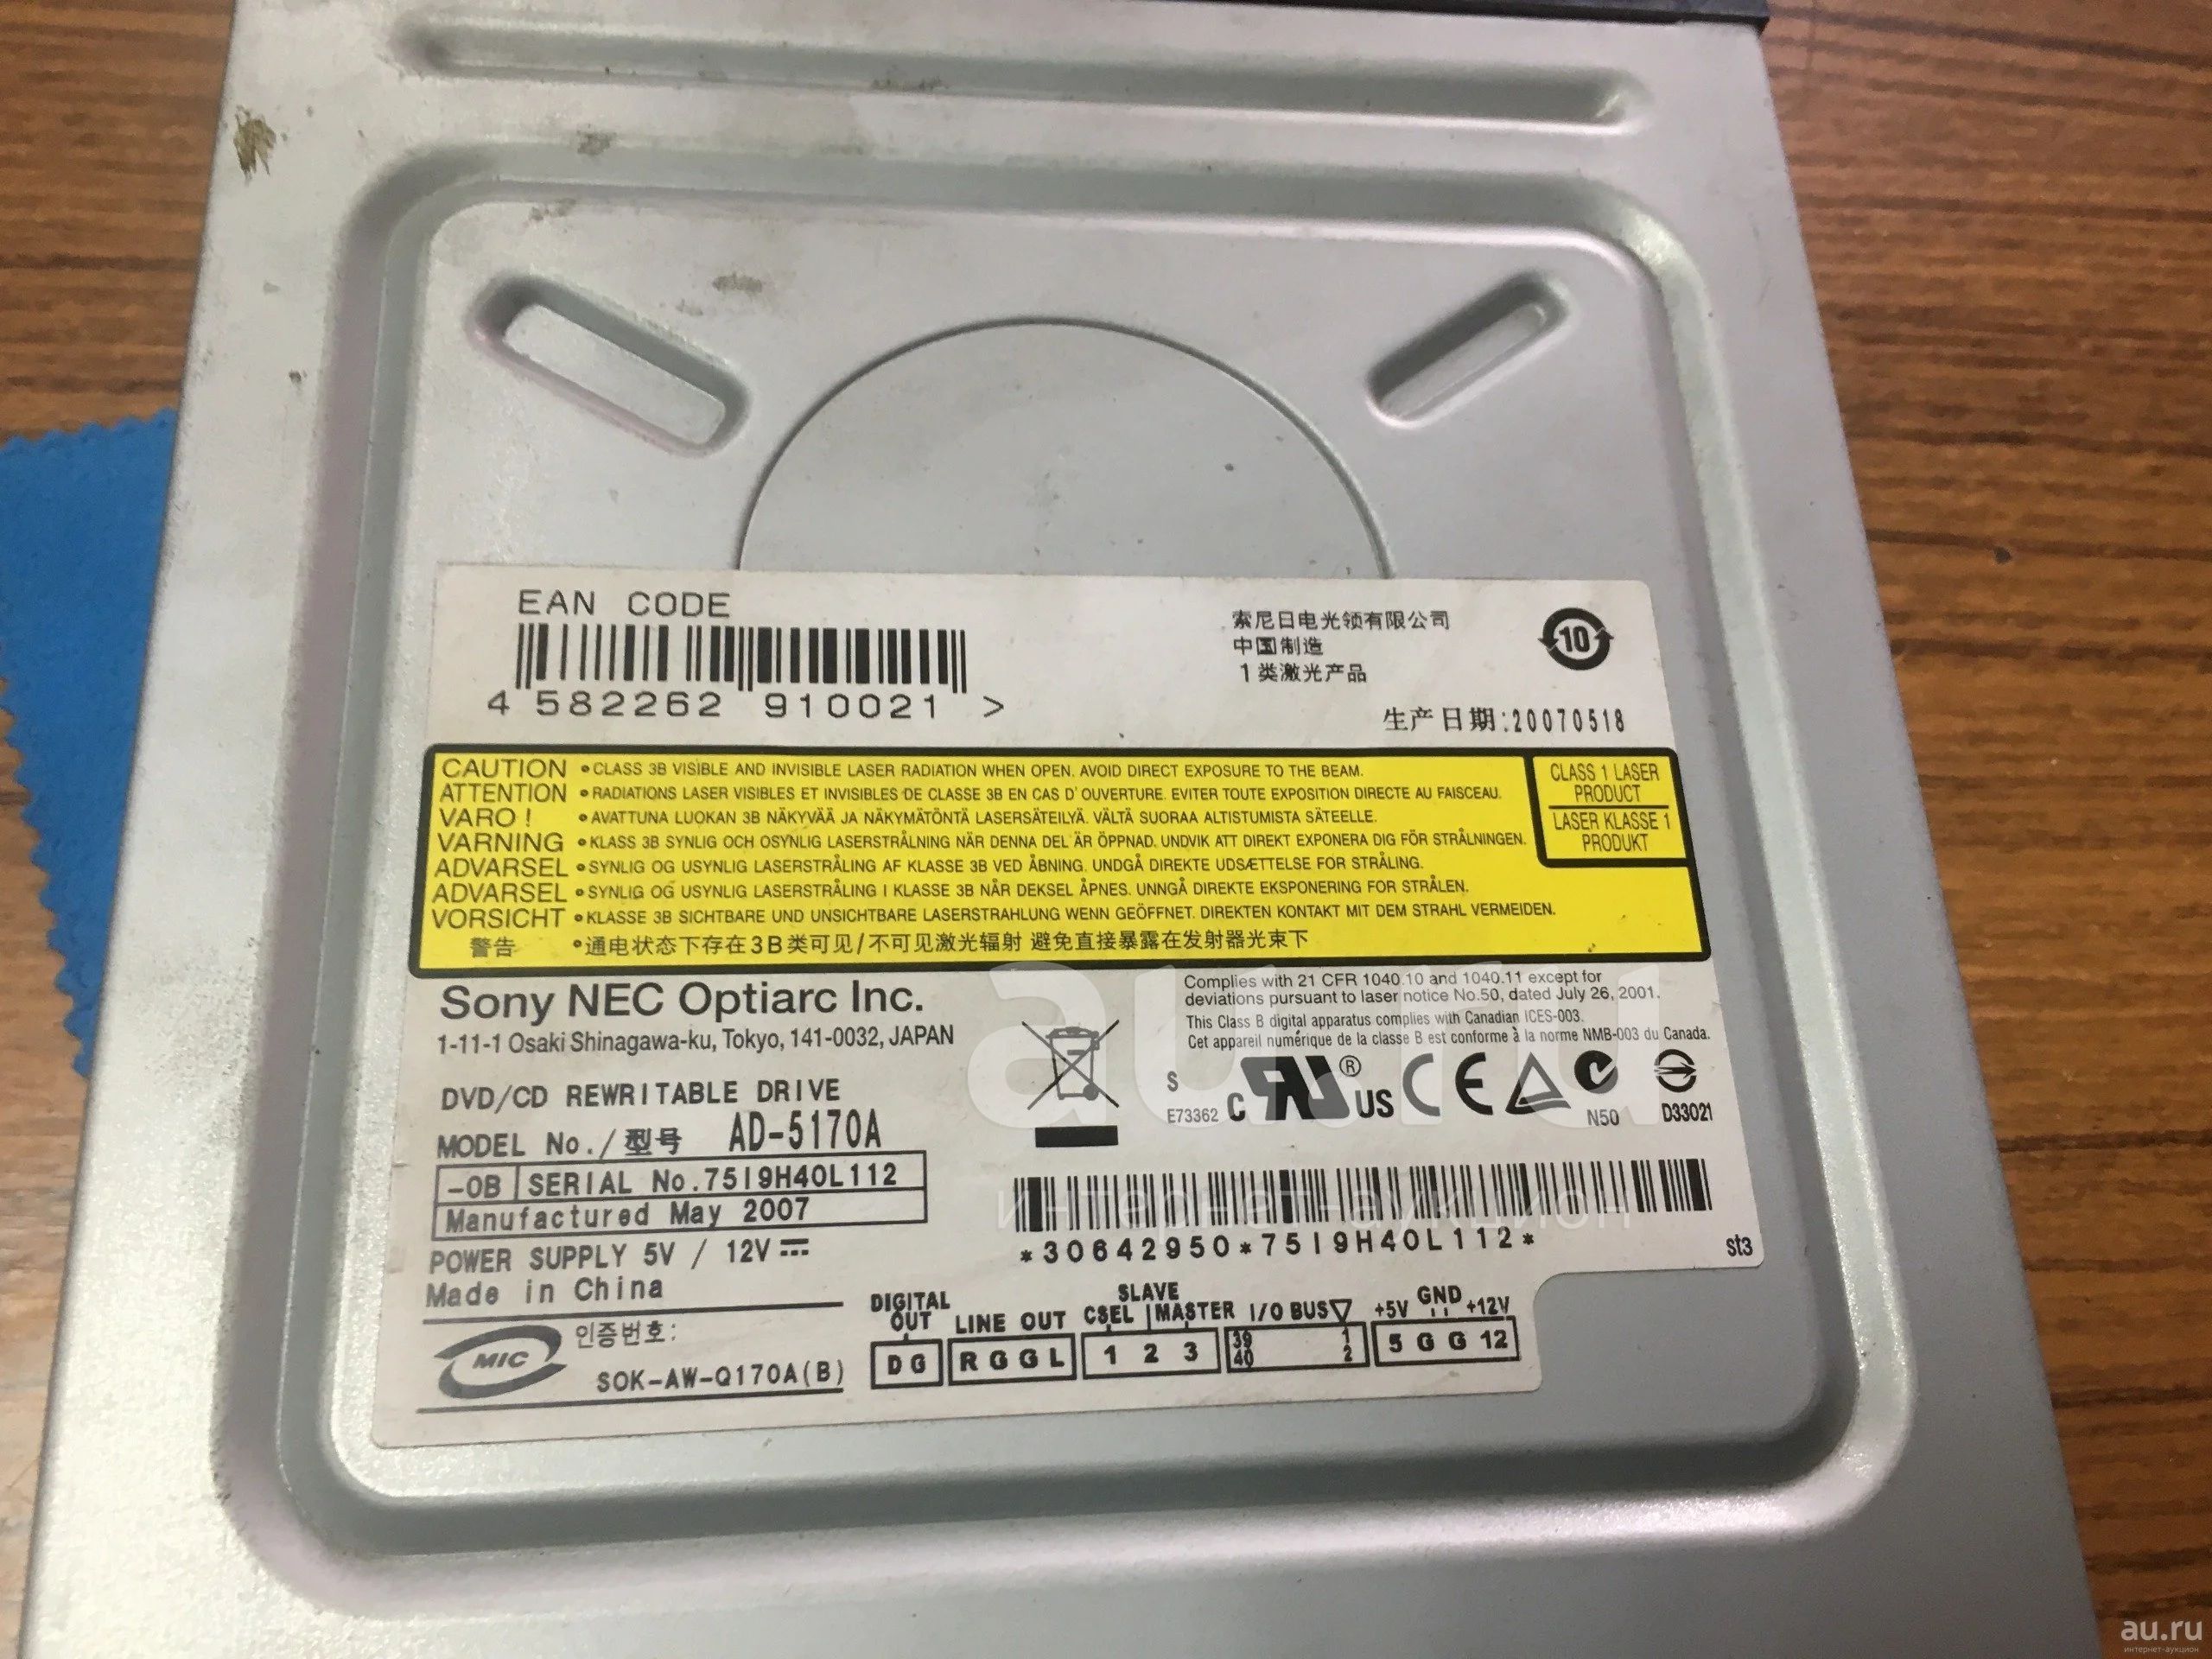 EAN CODE
4 582262 910021 >
索尼日电光领有限公司
中国制造
1类激光产品
10
生产日期:20070518
CAUTION •CLASS 3B VISIBLE AND INVISIBLE LASER RADIATION WHEN OPEN. AVOID DIRECT EXPOSURE TO THE BEAM.
ATTENTION •RADIATIONS LASER VISIBLES ET INVISIBLES DE CLASSE 3B EN CAS D'OUVERTURE. EVITER TOUTE EXPOSITION DIRECTE AU FAISCEAU.
VARO! •AVATTUNA LUOKAN 3B NÄKYVÄÄ JA NÄKYMÄTÖNTÄ LASERSÄTEILYÄ. VÄLTÄ SUORAA ALTISTUMISTA SÄTEELLE.
VARNING •KLASS 3B SYNLIG OCH OSYNLIG LASERSTRÅLNING NÄR DENNA DEL ÄR ÖPPNAD. UNDVIK ATT DIREKT EXPONERA DIG FÖR STRÅLNINGEN.
ADVARSEL •SYNLIG OG USYNLIG LASERSTRÅLING AF KLASSE 3B VED ÅBNING. UNDGÅ DIREKTE UDSÆTTELSE FOR STRÅLING.
ADVARSEL •SYNLIG OG USYNLIG LASERSTRÅLING I KLASSE 3B NÅR DEKSEL ÅPNES. UNNGÅ DIREKTE EKSPONERING FOR STRÅLEN.
VORSICHT •KLASSE 3B SICHTBARE UND UNSICHTBARE LASERSTRAHLUNG WENN GEÖFFNET. DIREKTEN KONTAKT MIT DEM STRAHL VERMEIDEN.
警告 •通电状态下存在3B类可见/不可见激光辐射 避免直接暴露在发射器光束下
CLASS 1 LASER
PRODUCT
LASER KLASSE 1
PRODUKT
Sony NEC Optiarc Inc.
1-11-1 Osaki Shinagawa-ku, Tokyo, 141-0032, JAPAN
Complies with 21 CFR 1040.10 and 1040.11 except for
deviations pursuant to laser notice No.50, dated July 26, 2001.
This Class B digital apparatus complies with Canadian ICES-003.
Cet appareil numérique de la classe B est conforme à la norme NMB-003 du Canada.
DVD/CD REWRITABLE DRIVE
MODEL No./型号 AD-5170A
-0B SERIAL No.75I9H40L112
Manufactured May 2007
POWER SUPPLY 5V / 12V
Made in China
S
E73362 C RU ® US CE N50 D33021
*30642950*75I9H40L112*
st3
MIC
인증번호:
SOK-AW-Q170A(B)
DIGITAL OUT
LINE OUT
SLAVE
CSEL MASTER
I/O BUS
GND
+5V +12V
D G
R G G L
1 2 3
39 1
40 2
5 G G 12
au.ru
интернет-аукцион
au.ru
интернет-аукцион